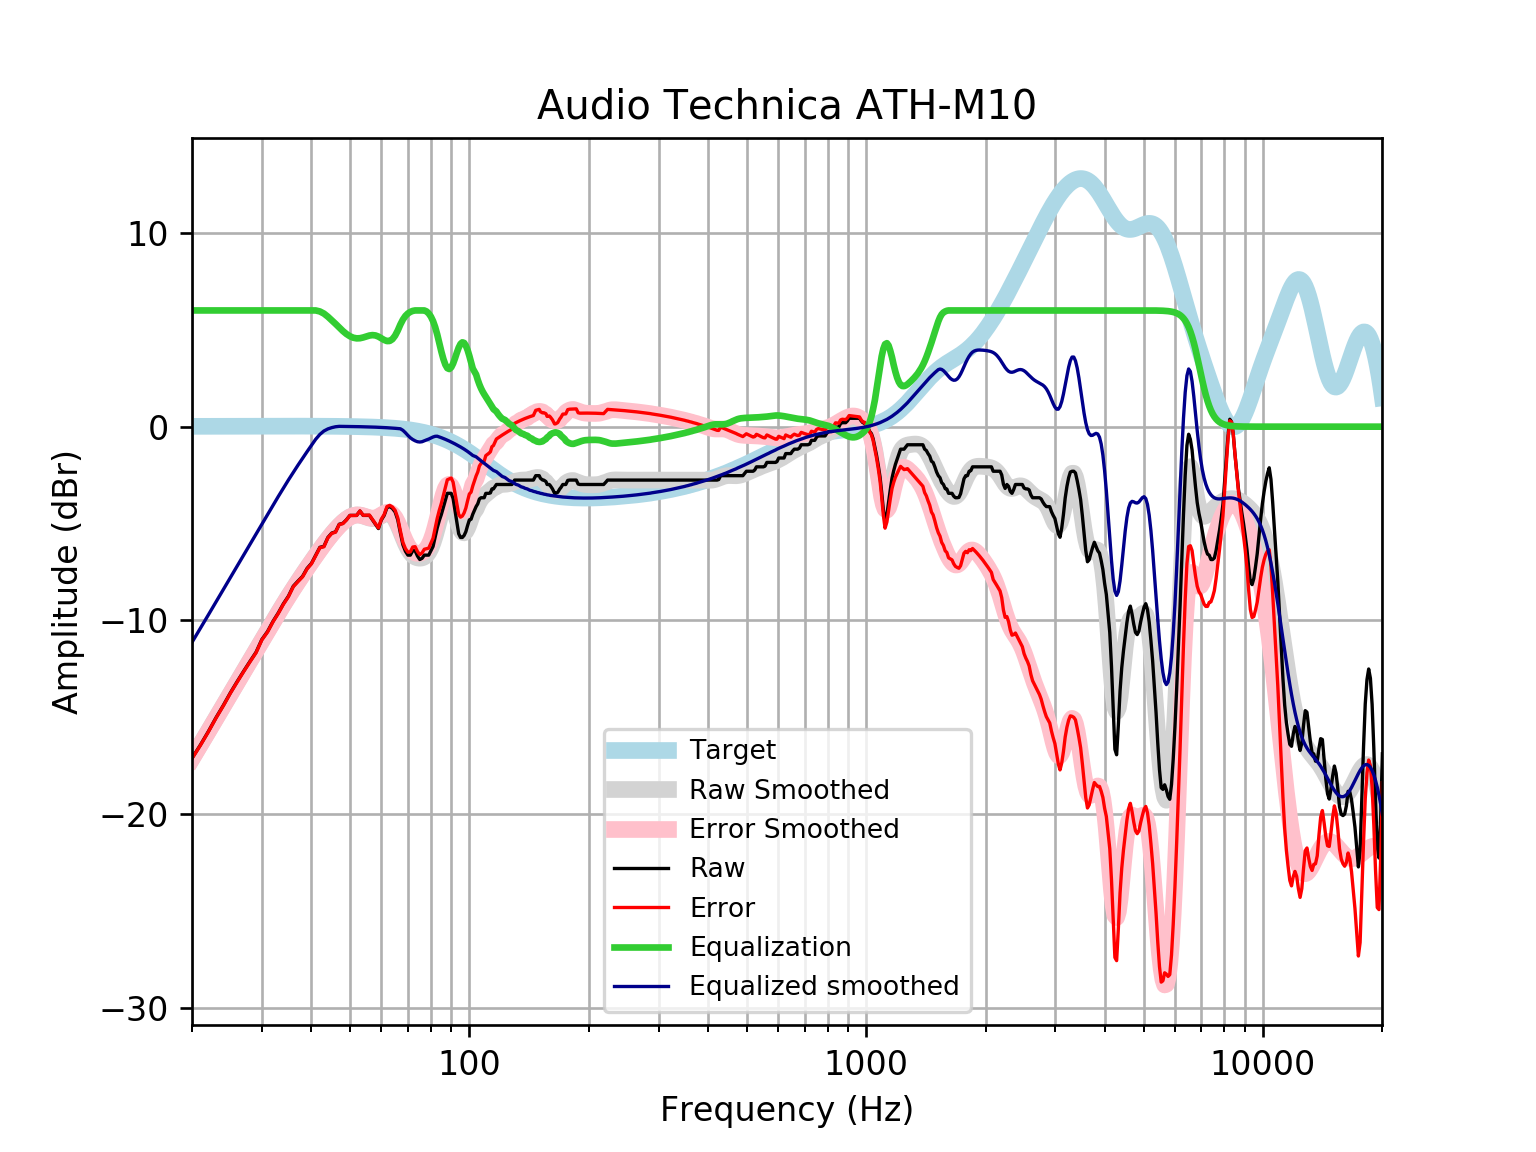 Audio Technica ATH-M10
Amplitude (dBr)
10
0
−10
−20
−30
Target
Raw Smoothed
Error Smoothed
Raw
Error
Equalization
Equalized smoothed
100 1000 10000
Frequency (Hz)